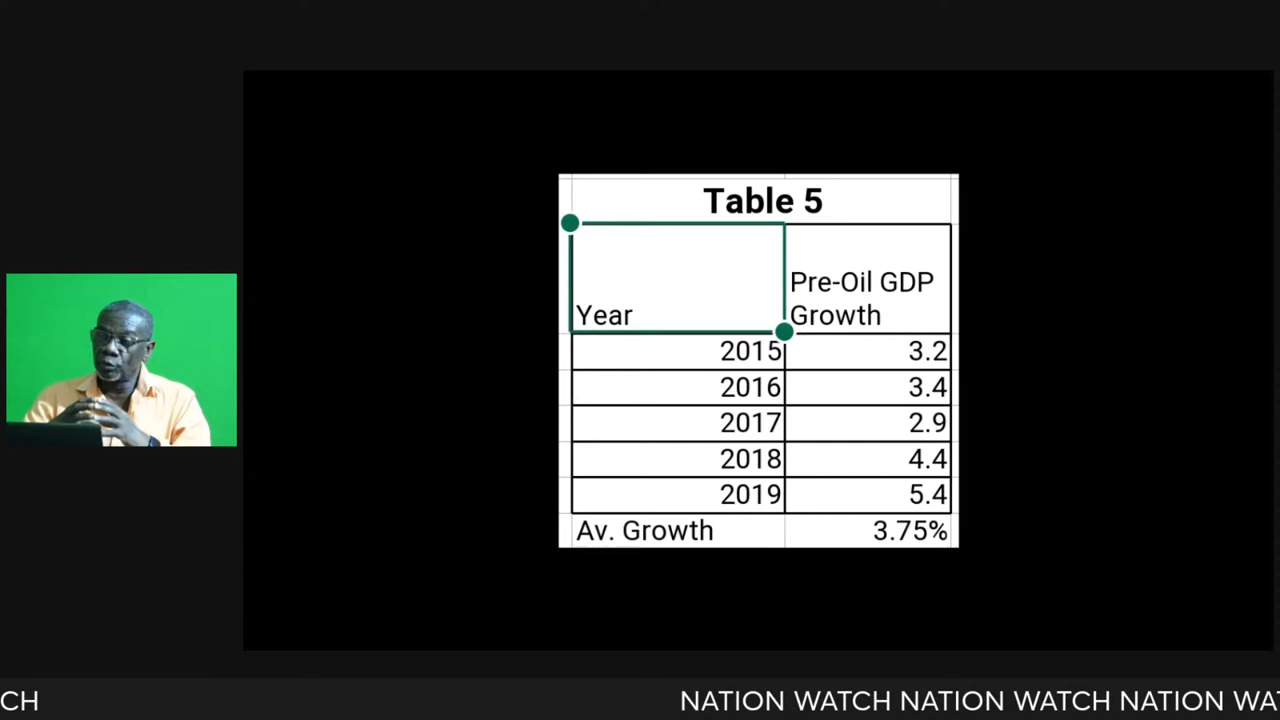 Table 5
Year
Pre-Oil GDP
Growth
2015 3.2
2016 3.4
2017 2.9
2018 4.4
2019 5.4
Av. Growth 3.75%
CH NATION WATCH NATION WATCH NATION WA